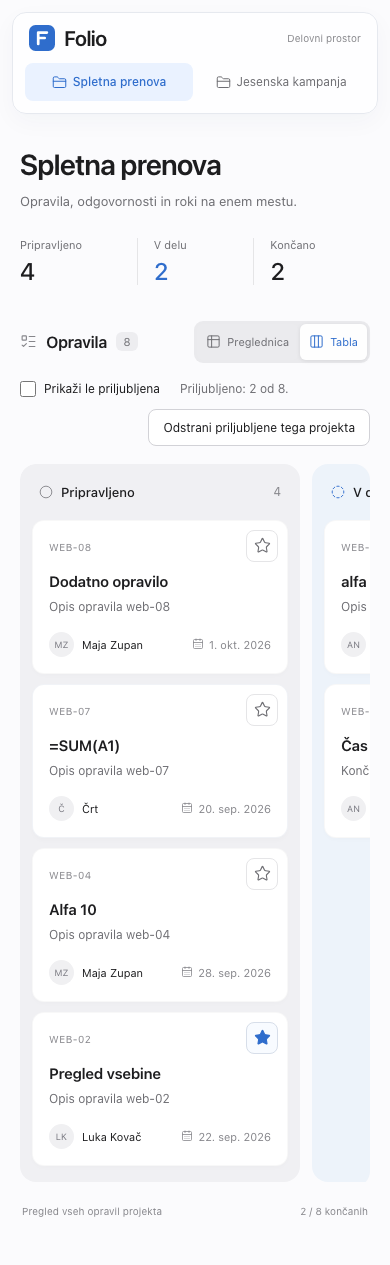 F Folio
Delovni prostor
Spletna prenova
Jesenska kampanja
Spletna prenova
Opravila, odgovornosti in roki na enem mestu.
Pripravljeno
4
V delu
2
Končano
2
Opravila 8
Preglednica
Tabla
Prikaži le priljubljena
Priljubljeno: 2 od 8.
Odstrani priljubljene tega projekta
Pripravljeno 4
WEB-08
Dodatno opravilo
Opis opravila web-08
MZ Maja Zupan 1. okt. 2026
WEB-07
=SUM(A1)
Opis opravila web-07
Č Črt 20. sep. 2026
WEB-04
Alfa 10
Opis opravila web-04
MZ Maja Zupan 28. sep. 2026
WEB-02
Pregled vsebine
Opis opravila web-02
LK Luka Kovač 22. sep. 2026
V
WEB-
alfa
Opis
AN
WEB-
Čas
Konč
AN
Pregled vseh opravil projekta
2 / 8 končanih